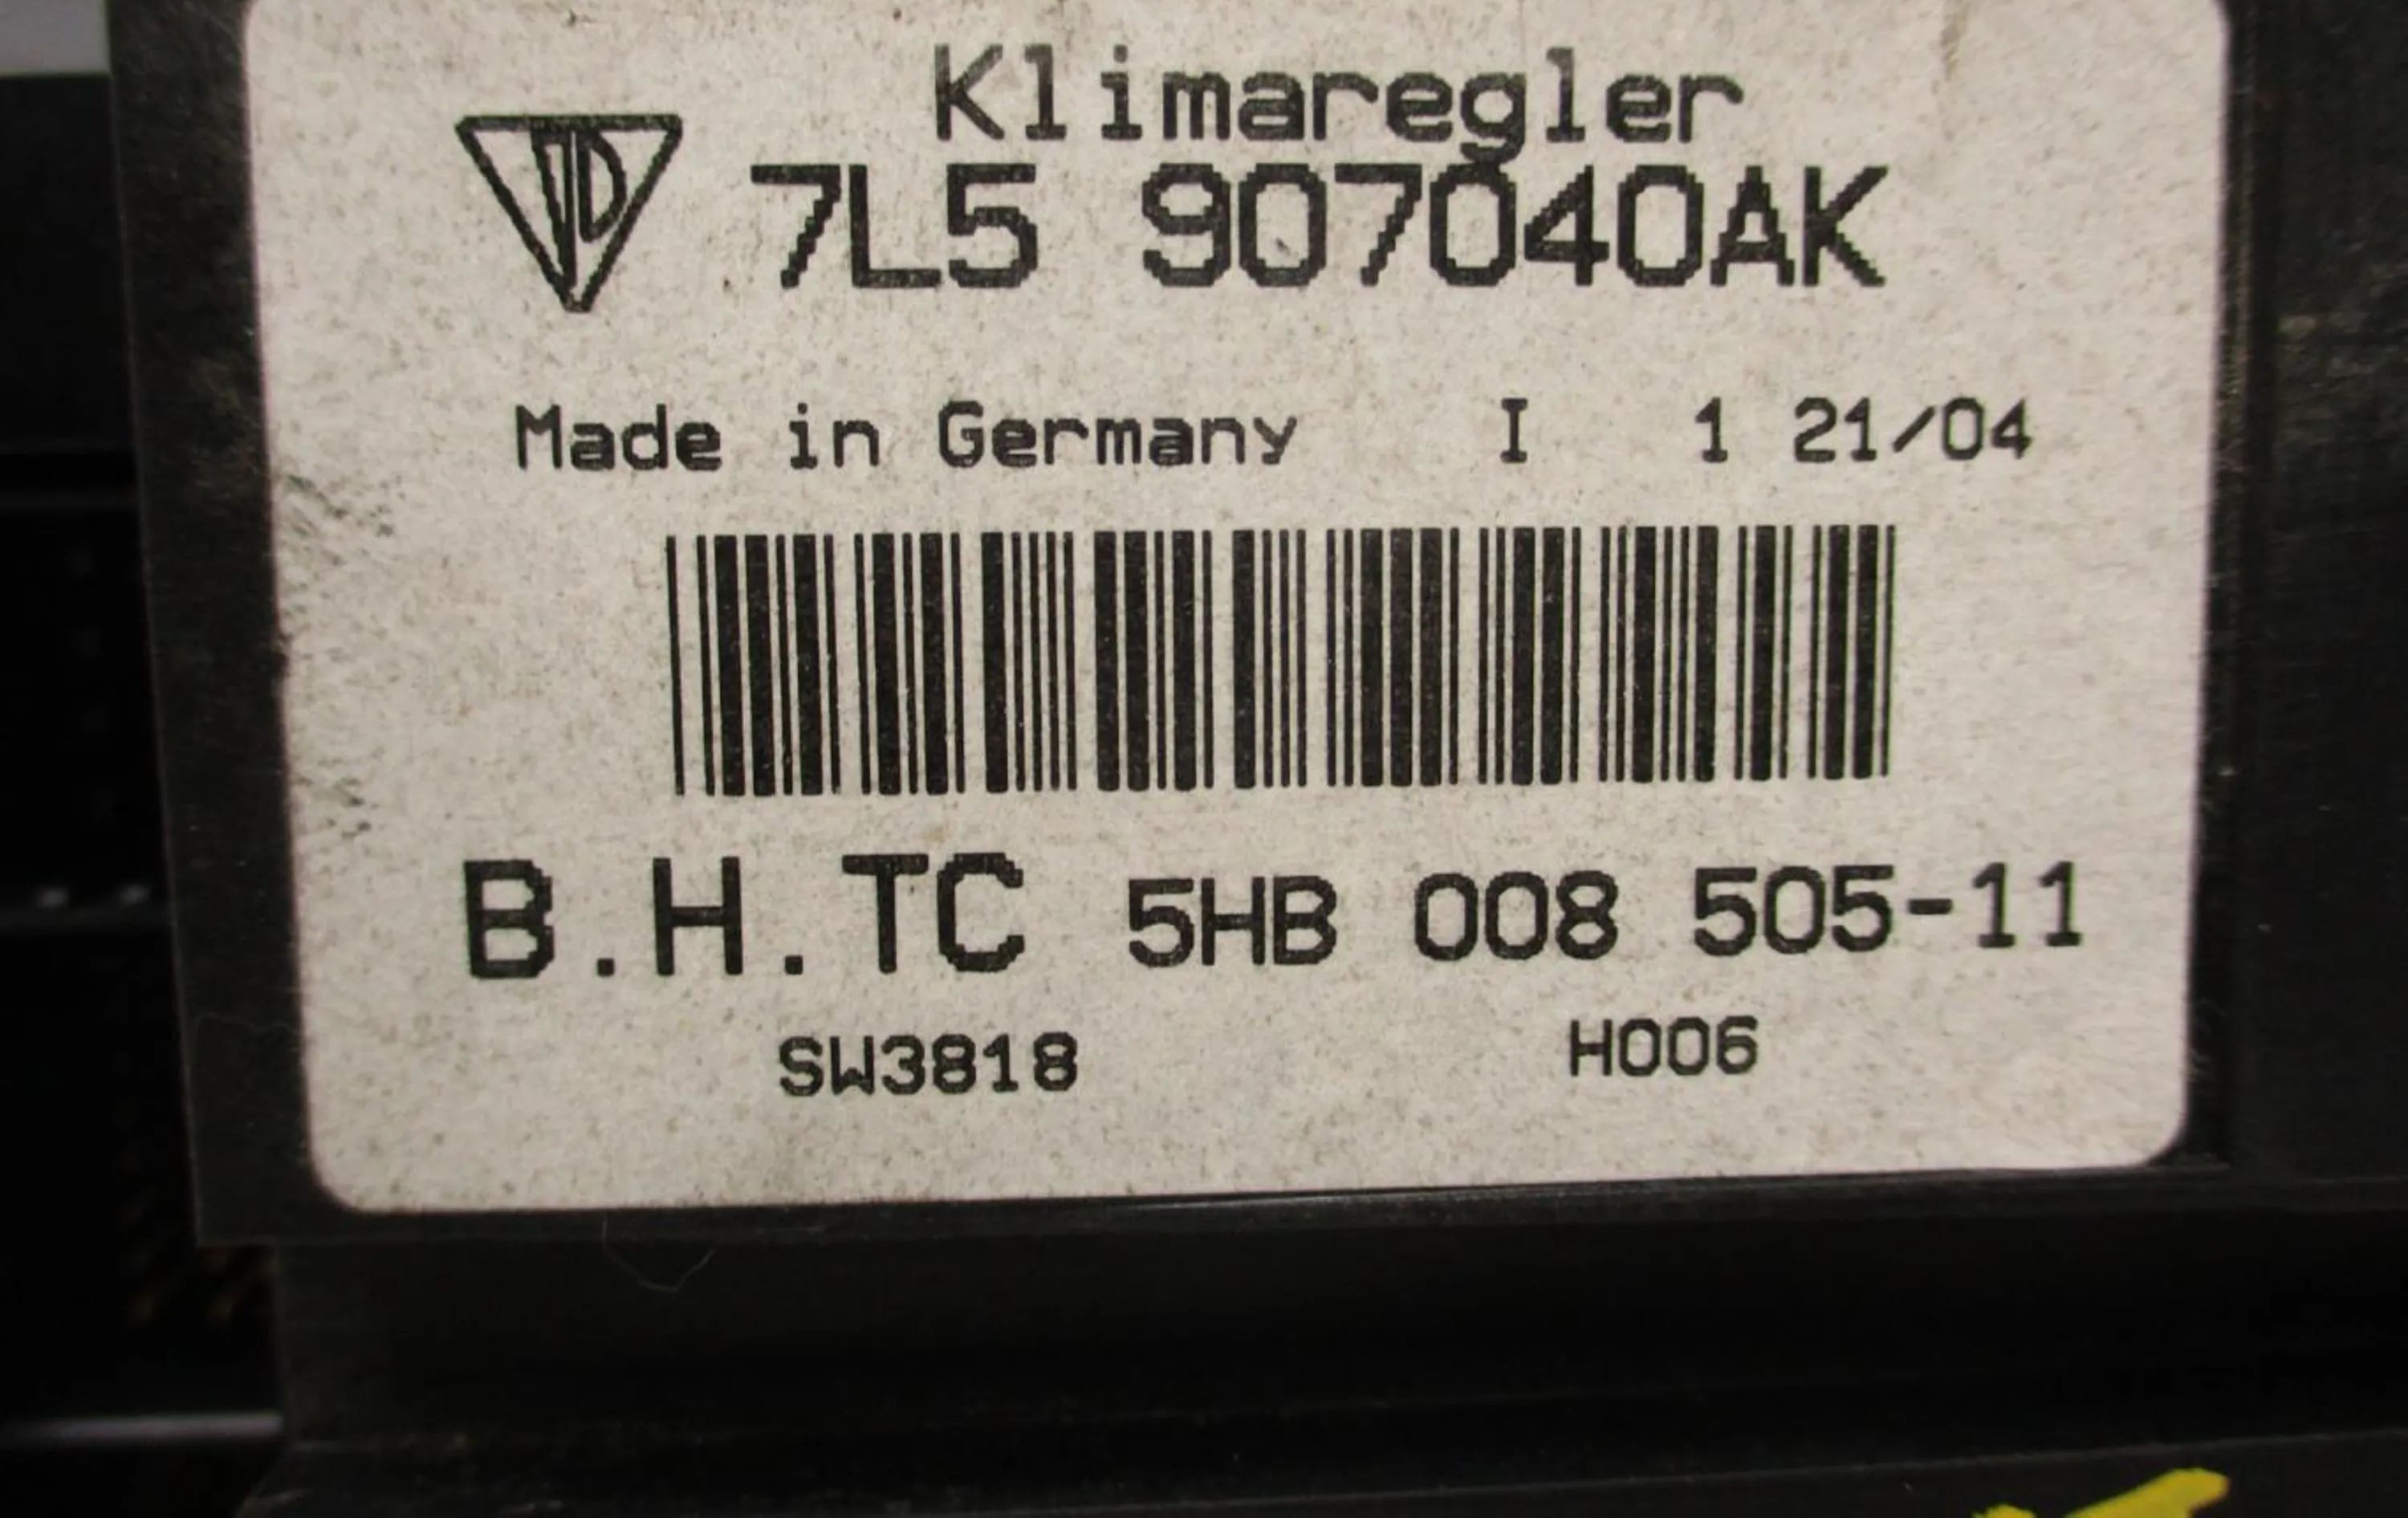 Klimaregler
7L5 907040AK
Made in Germany I 1 21/04
B.H.TC 5HB 008 505-11
SW3818 H006